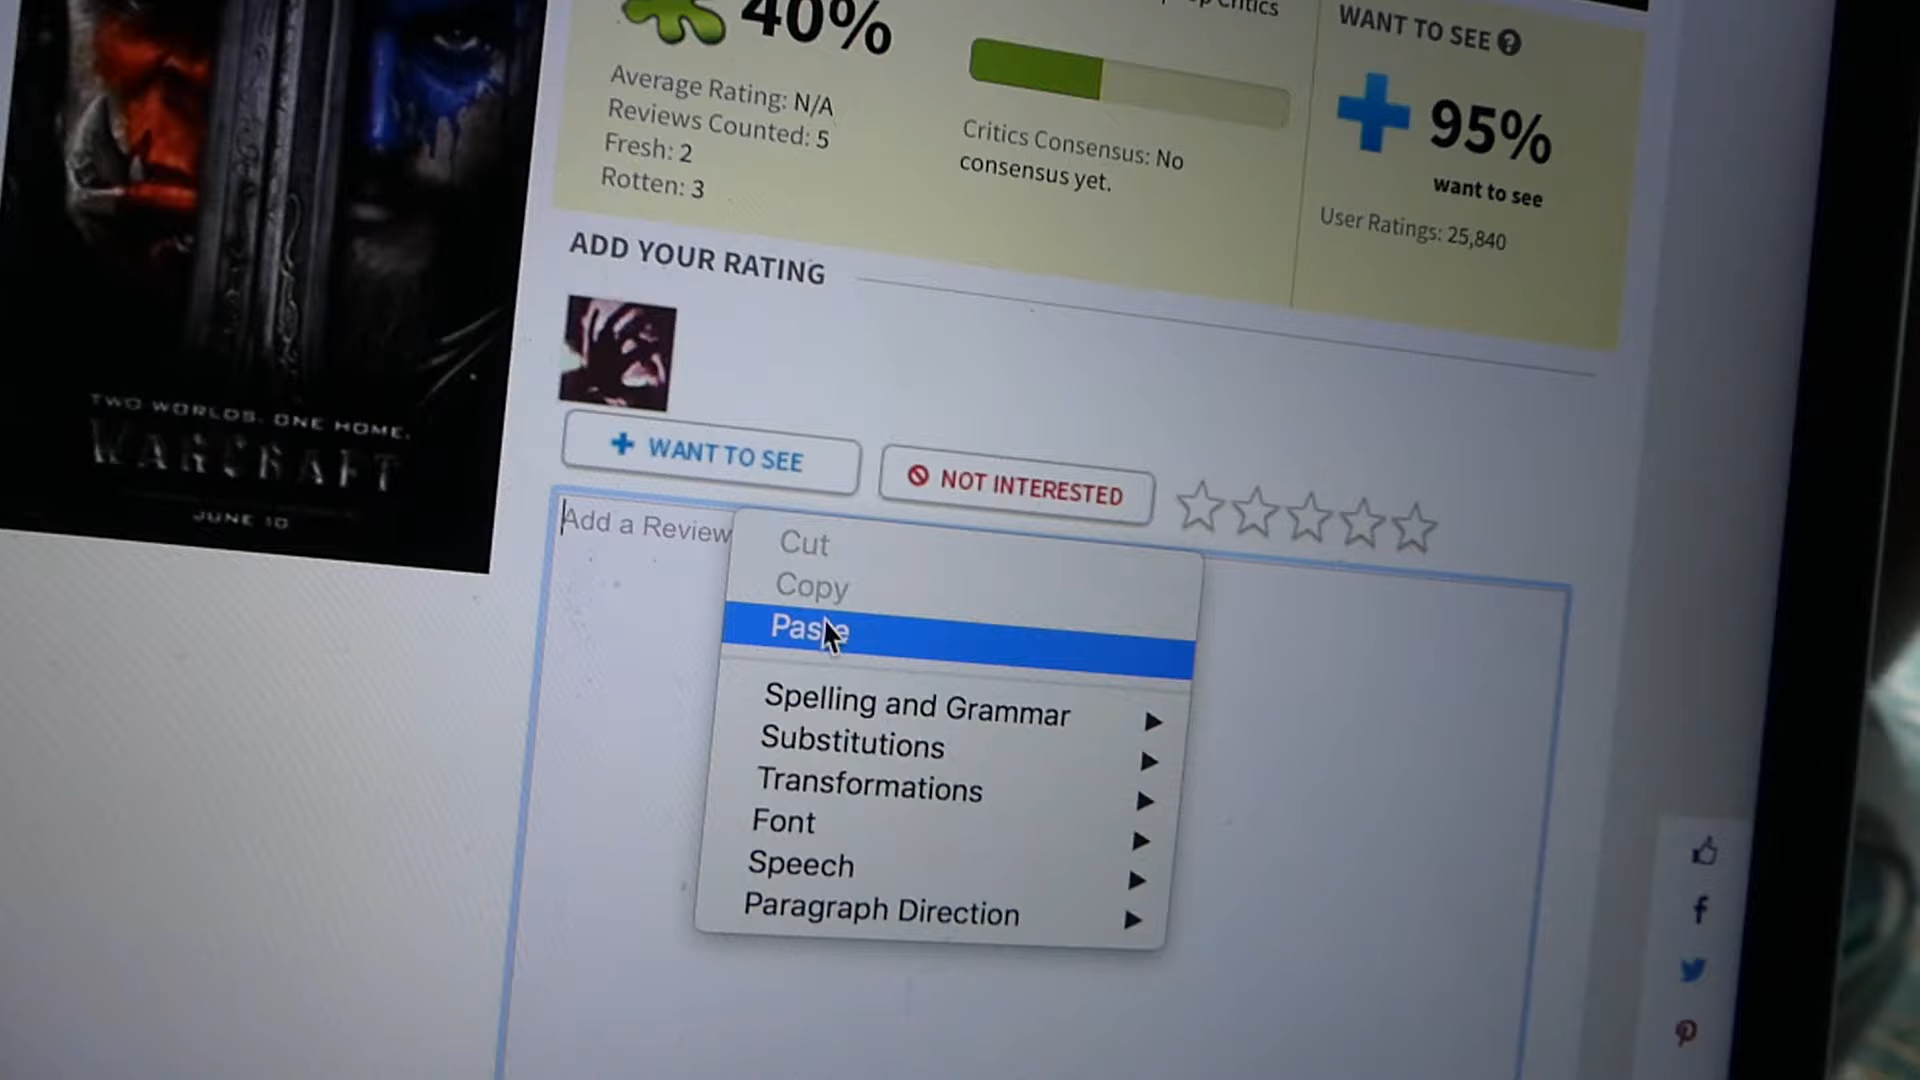 40%
Critics
Average Rating: N/A
Reviews Counted: 5
Fresh: 2
Rotten: 3
Critics Consensus: No
consensus yet.
WANT TO SEE ?
95%
want to see
User Ratings: 25,840
ADD YOUR RATING
TWO WORLDS. ONE HOME.
WARCRAFT
JUNE 10
+ WANT TO SEE
NOT INTERESTED
Add a Review
Cut
Copy
Paste
Spelling and Grammar
Substitutions
Transformations
Font
Speech
Paragraph Direction